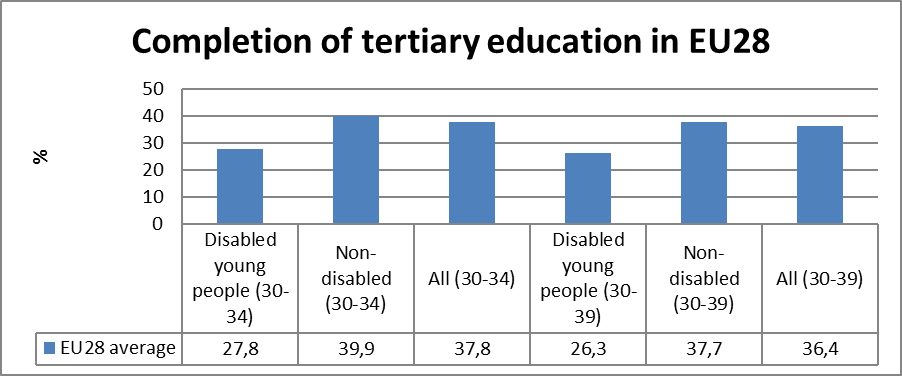 Completion of tertiary education in EU28
%
50
40
30
20
10
0
Disabled
young
people (30-
34)
Non-
disabled
(30-34)
All (30-34)
Disabled
young
people (30-
39)
Non-
disabled
(30-39)
All (30-39)
EU28 average 27,8 39,9 37,8 26,3 37,7 36,4